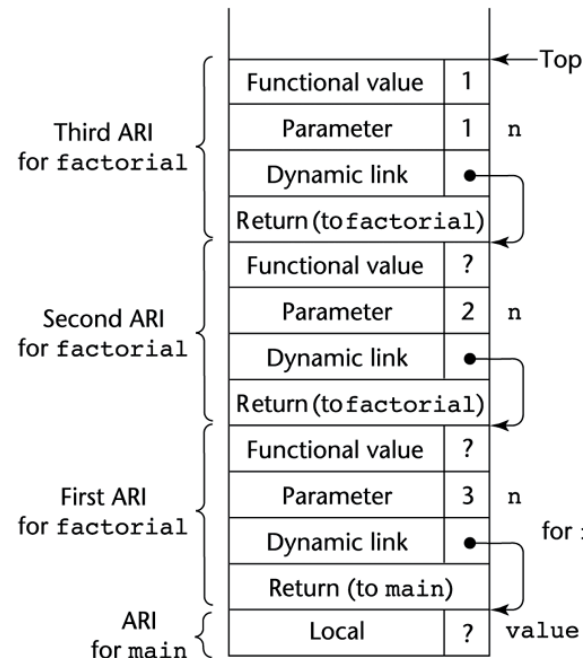 Top
Functional value 1
Third ARI
for factorial
Parameter 1 n
Dynamic link
Return (to factorial)
Functional value ?
Second ARI
for factorial
Parameter 2 n
Dynamic link
Return (to factorial)
Functional value ?
First ARI
for factorial
Parameter 3 n
Dynamic link
for
Return (to main)
ARI
for main
Local ? value